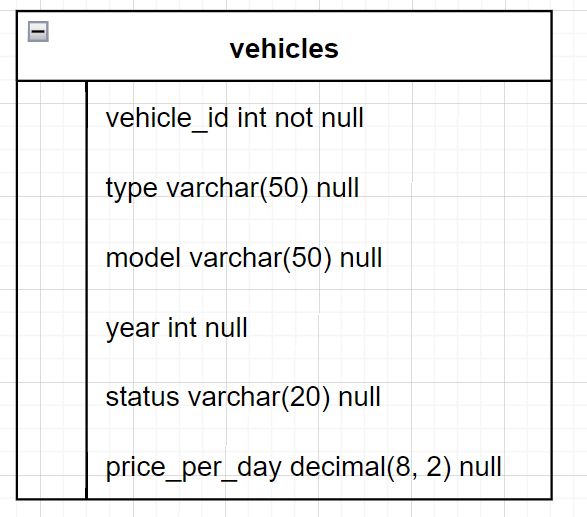 vehicles
vehicle_id int not null
type varchar(50) null
model varchar(50) null
year int null
status varchar(20) null
price_per_day decimal(8, 2) null